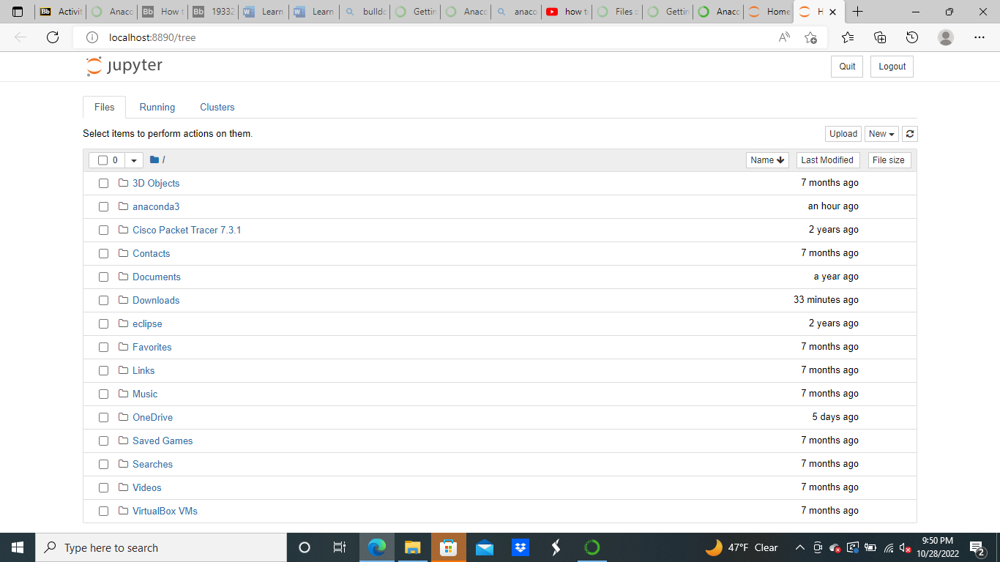 Activit Anaco How t 19332 Learn Learn bulldo Gettin Anaco anaco how t Files :: Gettin Anaco Home H
localhost:8890/tree
jupyter Quit Logout
Files Running Clusters
Select items to perform actions on them. Upload New
0 / Name Last Modified File size
3D Objects 7 months ago
anaconda3 an hour ago
Cisco Packet Tracer 7.3.1 2 years ago
Contacts 7 months ago
Documents a year ago
Downloads 33 minutes ago
eclipse 2 years ago
Favorites 7 months ago
Links 7 months ago
Music 7 months ago
OneDrive 5 days ago
Saved Games 7 months ago
Searches 7 months ago
Videos 7 months ago
VirtualBox VMs 7 months ago
Type here to search 47°F Clear 9:50 PM
10/28/2022 2